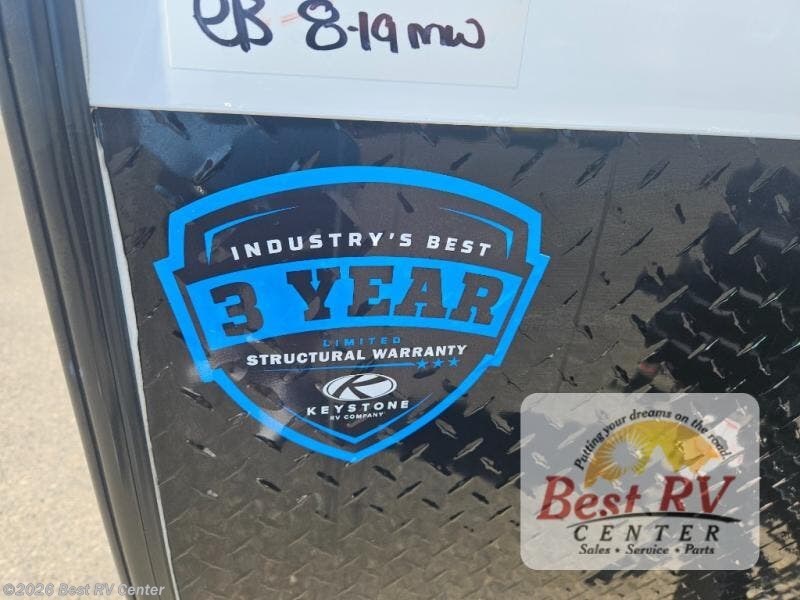 PB 8-19 mw
INDUSTRY'S BEST
3 YEAR
LIMITED
STRUCTURAL WARRANTY
K
KEYSTONE
RV COMPANY
Putting your dreams on the road
Best RV
CENTER
Sales • Service • Parts
©2026 Best RV Center